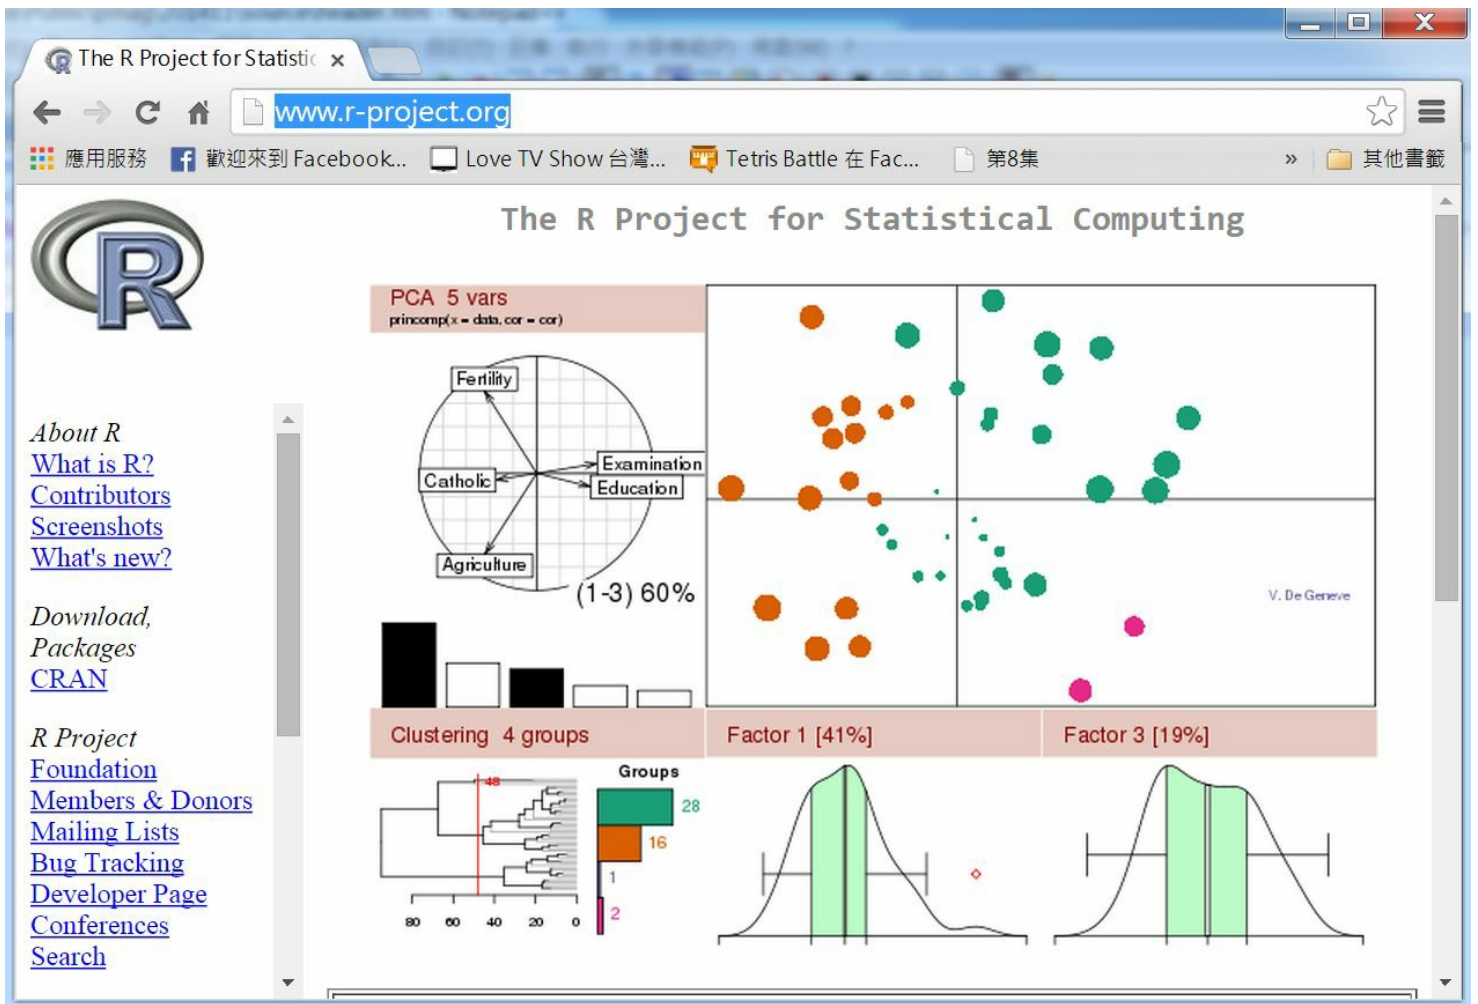 The R Project for Statistic
www.r-project.org
應用服務
歡迎來到 Facebook...
Love TV Show 台灣...
Tetris Battle 在 Fac...
第8集
»
其他書籤
R
The R Project for Statistical Computing
About R
What is R?
Contributors
Screenshots
What's new?
Download,
Packages
CRAN
R Project
Foundation
Members & Donors
Mailing Lists
Bug Tracking
Developer Page
Conferences
Search
PCA 5 vars
princomp(x = data, cor = cor)
Fertility
Examination
Catholic
Education
Agriculture
(1-3) 60%
V. De Geneve
Clustering 4 groups
Factor 1 [41%]
Factor 3 [19%]
48
Groups
28
16
1
2
80 60 40 20 0